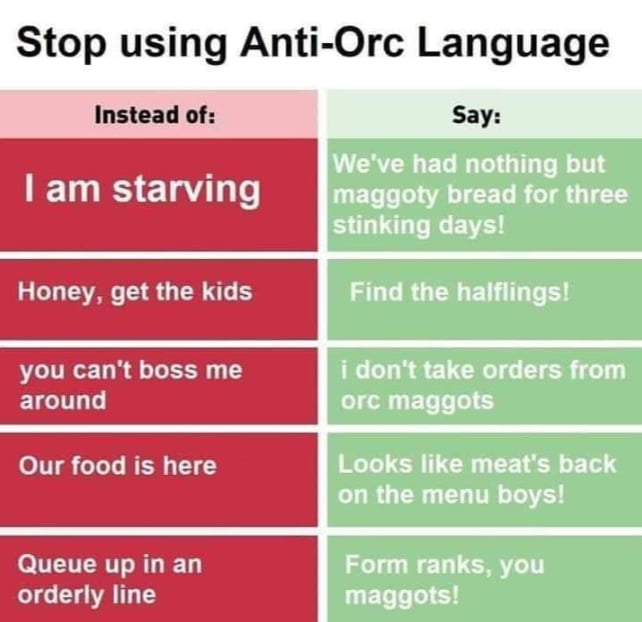 Stop using Anti-Orc Language
Instead of:
Say:
I am starving
We've had nothing but
maggoty bread for three
stinking days!
Honey, get the kids
Find the halflings!
you can't boss me
around
i don't take orders from
orc maggots
Our food is here
Looks like meat's back
on the menu boys!
Queue up in an
orderly line
Form ranks, you
maggots!